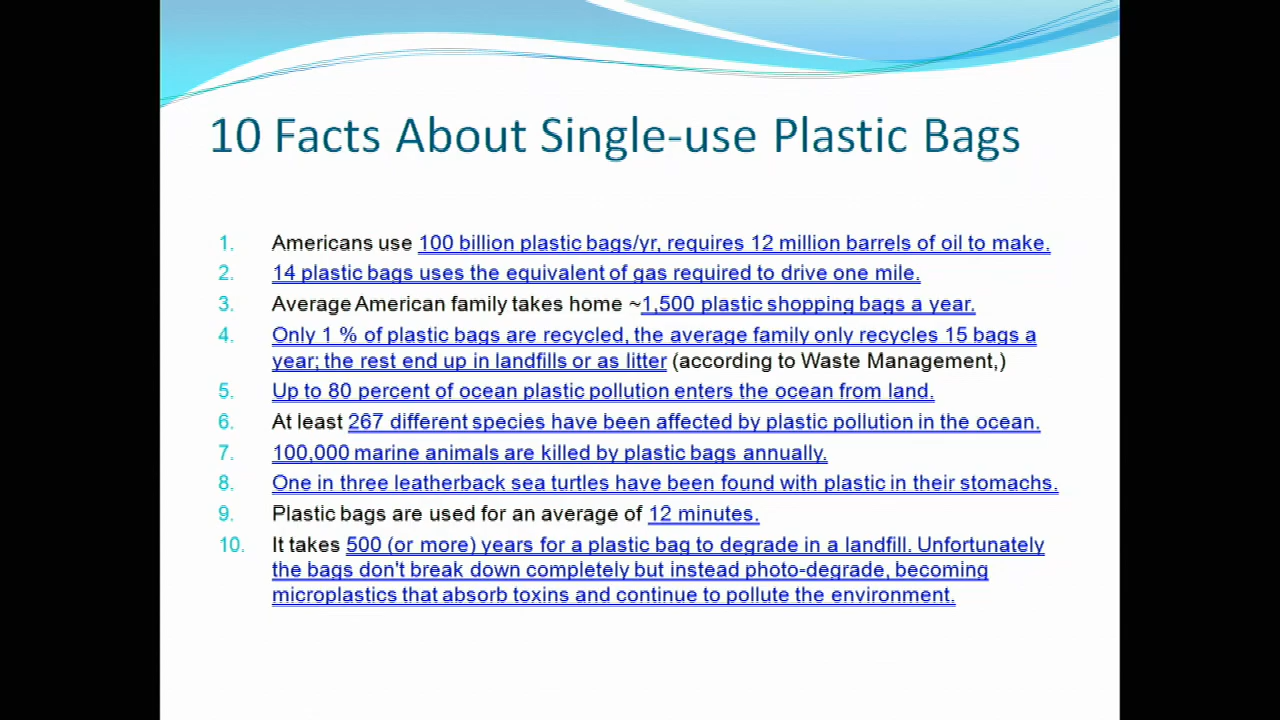 10 Facts About Single-use Plastic Bags
1. Americans use 100 billion plastic bags/yr, requires 12 million barrels of oil to make.
2. 14 plastic bags uses the equivalent of gas required to drive one mile.
3. Average American family takes home ~1,500 plastic shopping bags a year.
4. Only 1 % of plastic bags are recycled, the average family only recycles 15 bags a
year; the rest end up in landfills or as litter (according to Waste Management,)
5. Up to 80 percent of ocean plastic pollution enters the ocean from land.
6. At least 267 different species have been affected by plastic pollution in the ocean.
7. 100,000 marine animals are killed by plastic bags annually.
8. One in three leatherback sea turtles have been found with plastic in their stomachs.
9. Plastic bags are used for an average of 12 minutes.
10. It takes 500 (or more) years for a plastic bag to degrade in a landfill. Unfortunately
the bags don't break down completely but instead photo-degrade, becoming
microplastics that absorb toxins and continue to pollute the environment.